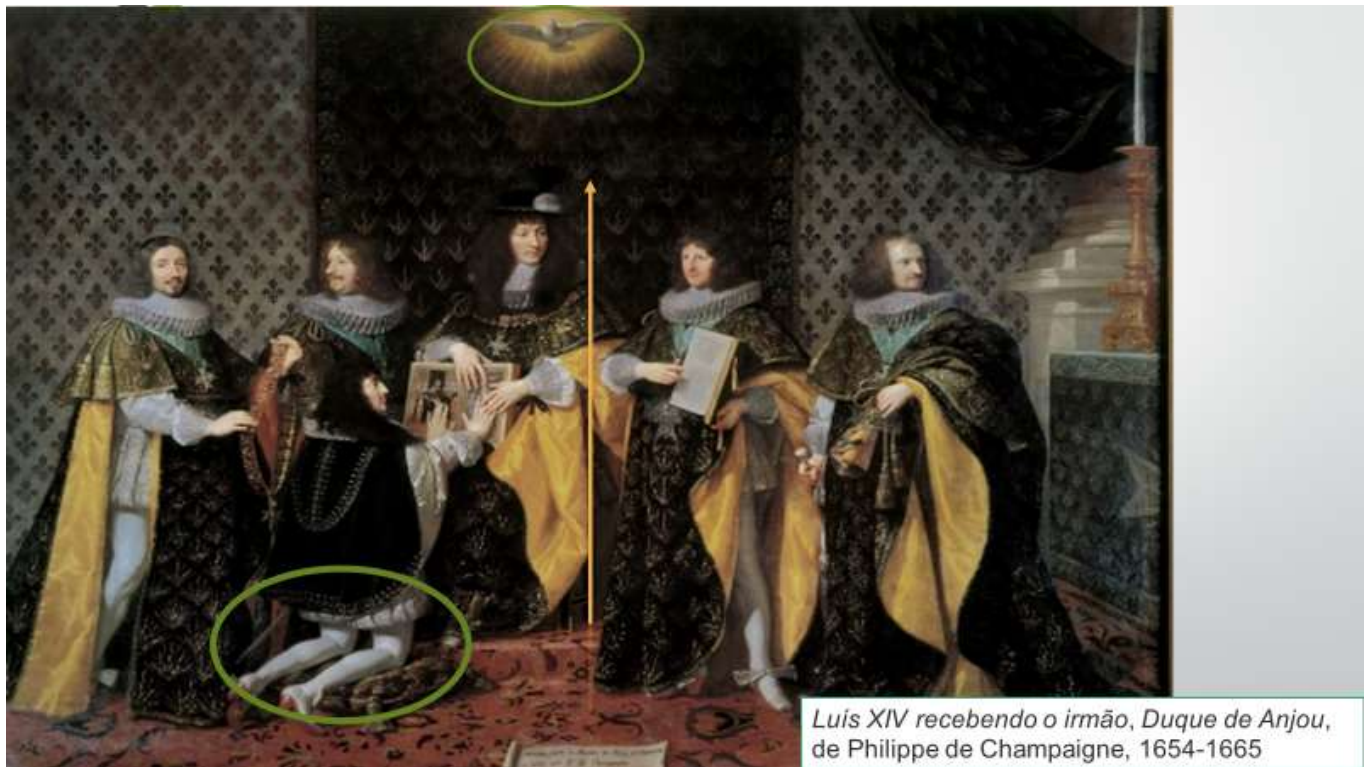 Luís XIV recebendo o irmão, Duque de Anjou,
de Philippe de Champaigne, 1654-1665